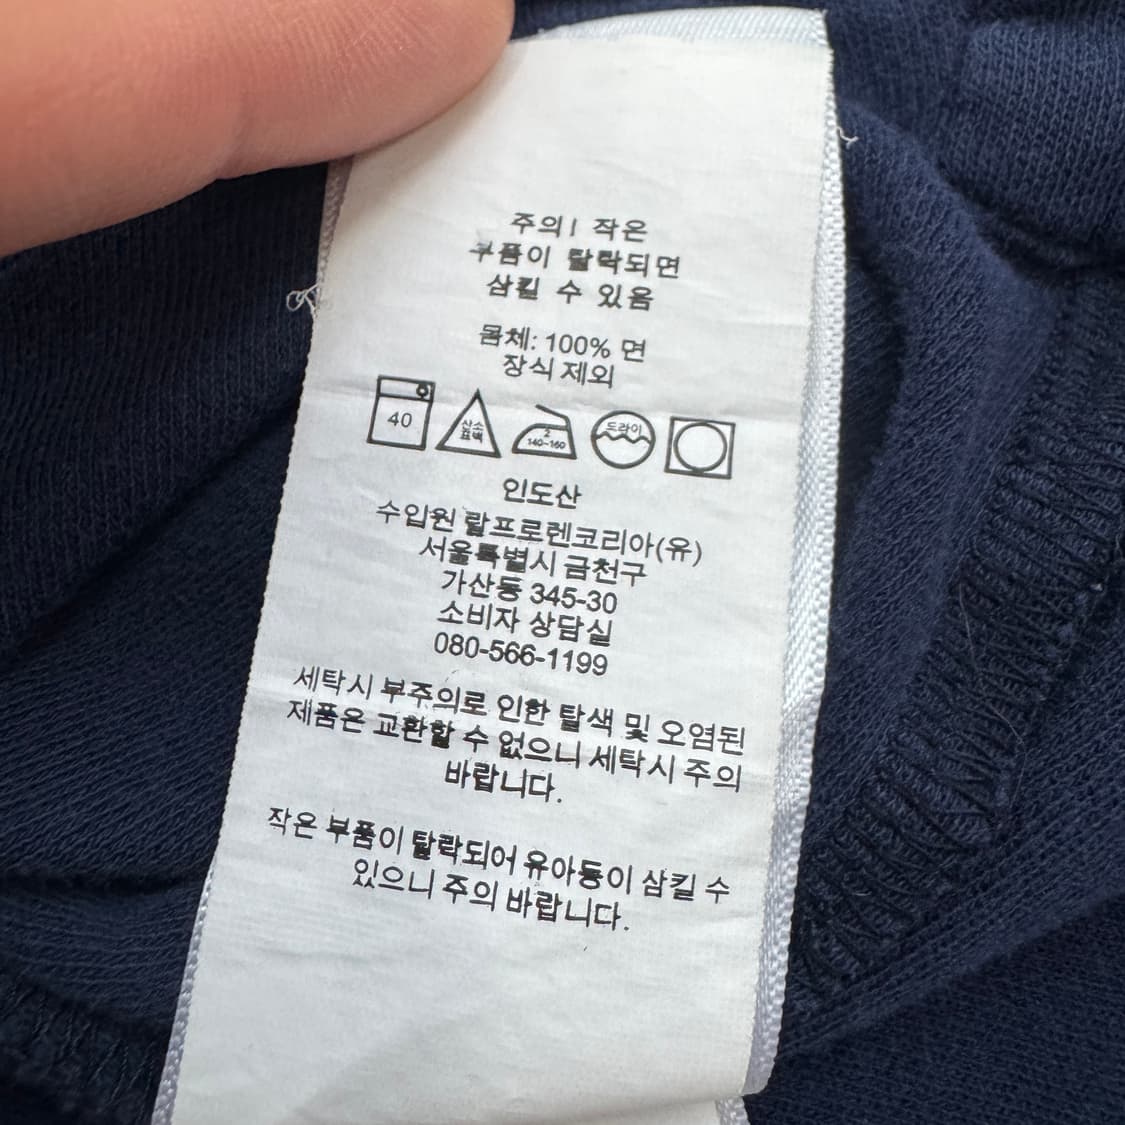 주의! 작은
부품이 탈락되면
삼킬 수 있음
몸체: 100% 면
장식 제외
40
산소
표백
2
140~160
드라이
인도산
수입원 랄프로렌코리아(유)
서울특별시 금천구
가산동 345-30
소비자 상담실
080-566-1199
세탁시 부주의로 인한 탈색 및 오염된
제품은 교환할 수 없으니 세탁시 주의
바랍니다.
작은 부품이 탈락되어 유아등이 삼킬 수
있으니 주의 바랍니다.